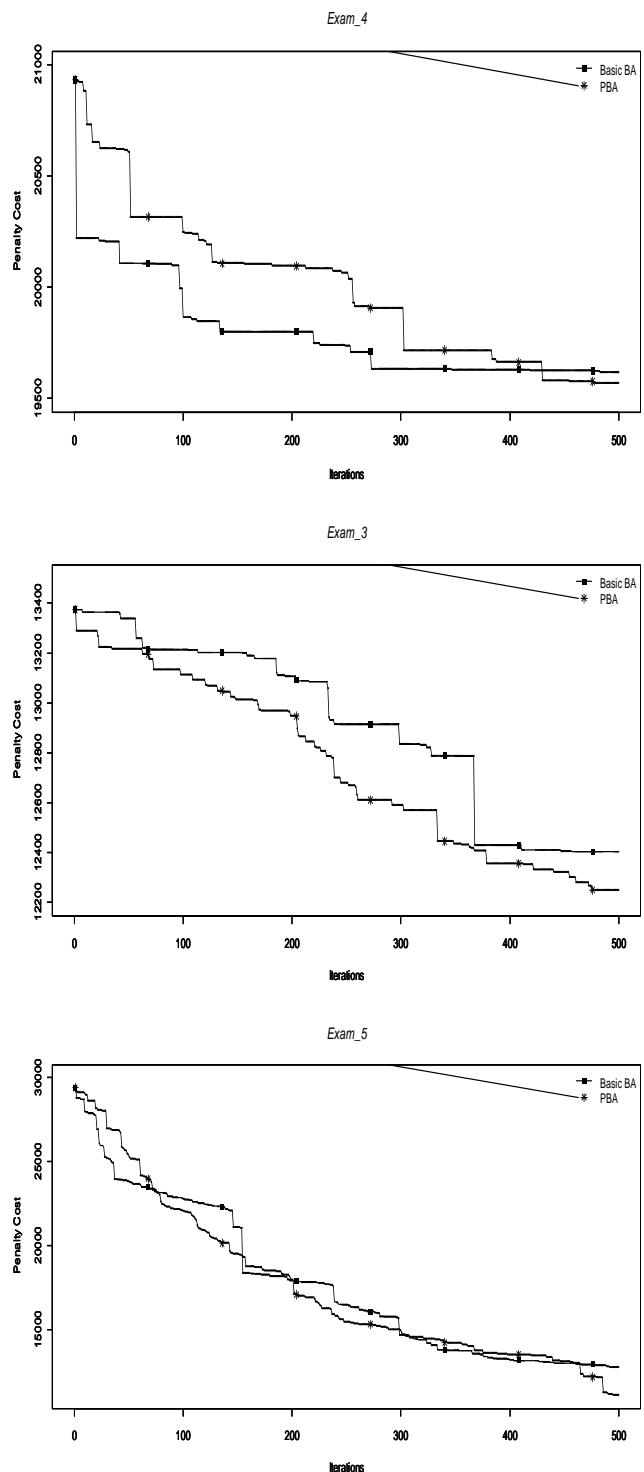 Exam_4
Basic BA
PBA
21000
20500
20000
19500
Penalty Cost
0 100 200 300 400 500
Iterations
Exam_3
Basic BA
PBA
13400
13200
13000
12800
12600
12400
12200
Penalty Cost
0 100 200 300 400 500
Iterations
Exam_5
Basic BA
PBA
30000
25000
20000
15000
Penalty Cost
0 100 200 300 400 500
Iterations